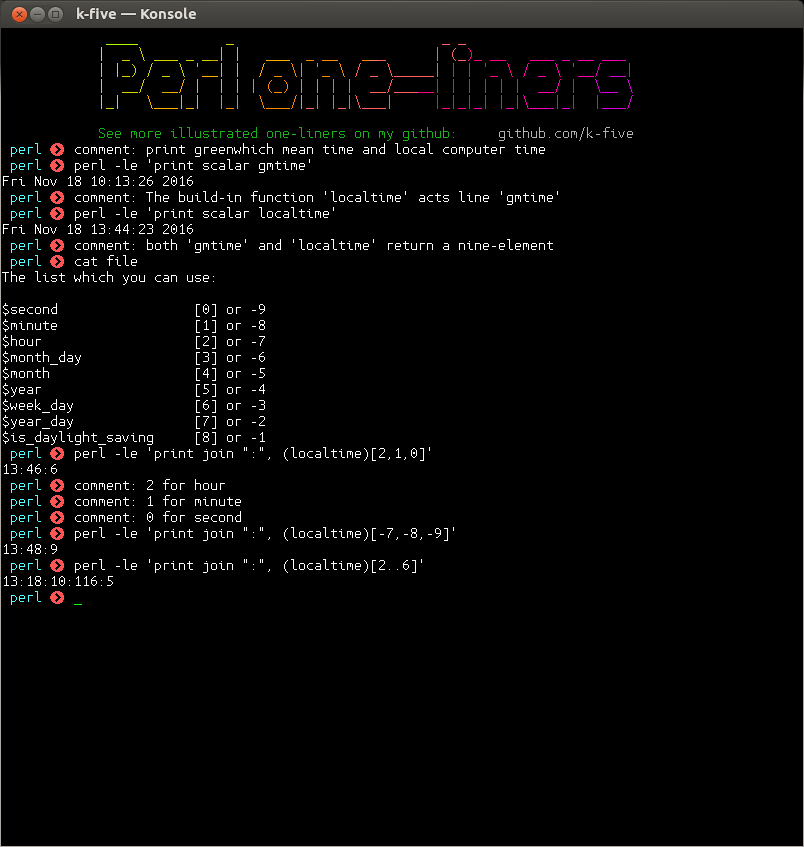 k-five — Konsole
Perl one-liners
See more illustrated one-liners on my github: github.com/k-five
perl comment: print greenwhich mean time and local computer time
perl perl -le 'print scalar gmtime'
Fri Nov 18 10:13:26 2016
perl comment: The build-in function 'localtime' acts line 'gmtime'
perl perl -le 'print scalar localtime'
Fri Nov 18 13:44:23 2016
perl comment: both 'gmtime' and 'localtime' return a nine-element
perl cat file
The list which you can use:
$second [0] or -9
$minute [1] or -8
$hour [2] or -7
$month_day [3] or -6
$month [4] or -5
$year [5] or -4
$week_day [6] or -3
$year_day [7] or -2
$is_daylight_saving [8] or -1
perl perl -le 'print join ":", (localtime)[2,1,0]'
13:46:6
perl comment: 2 for hour
perl comment: 1 for minute
perl comment: 0 for second
perl perl -le 'print join ":", (localtime)[-7,-8,-9]'
13:48:9
perl perl -le 'print join ":", (localtime)[2..6]'
13:18:10:116:5
perl _